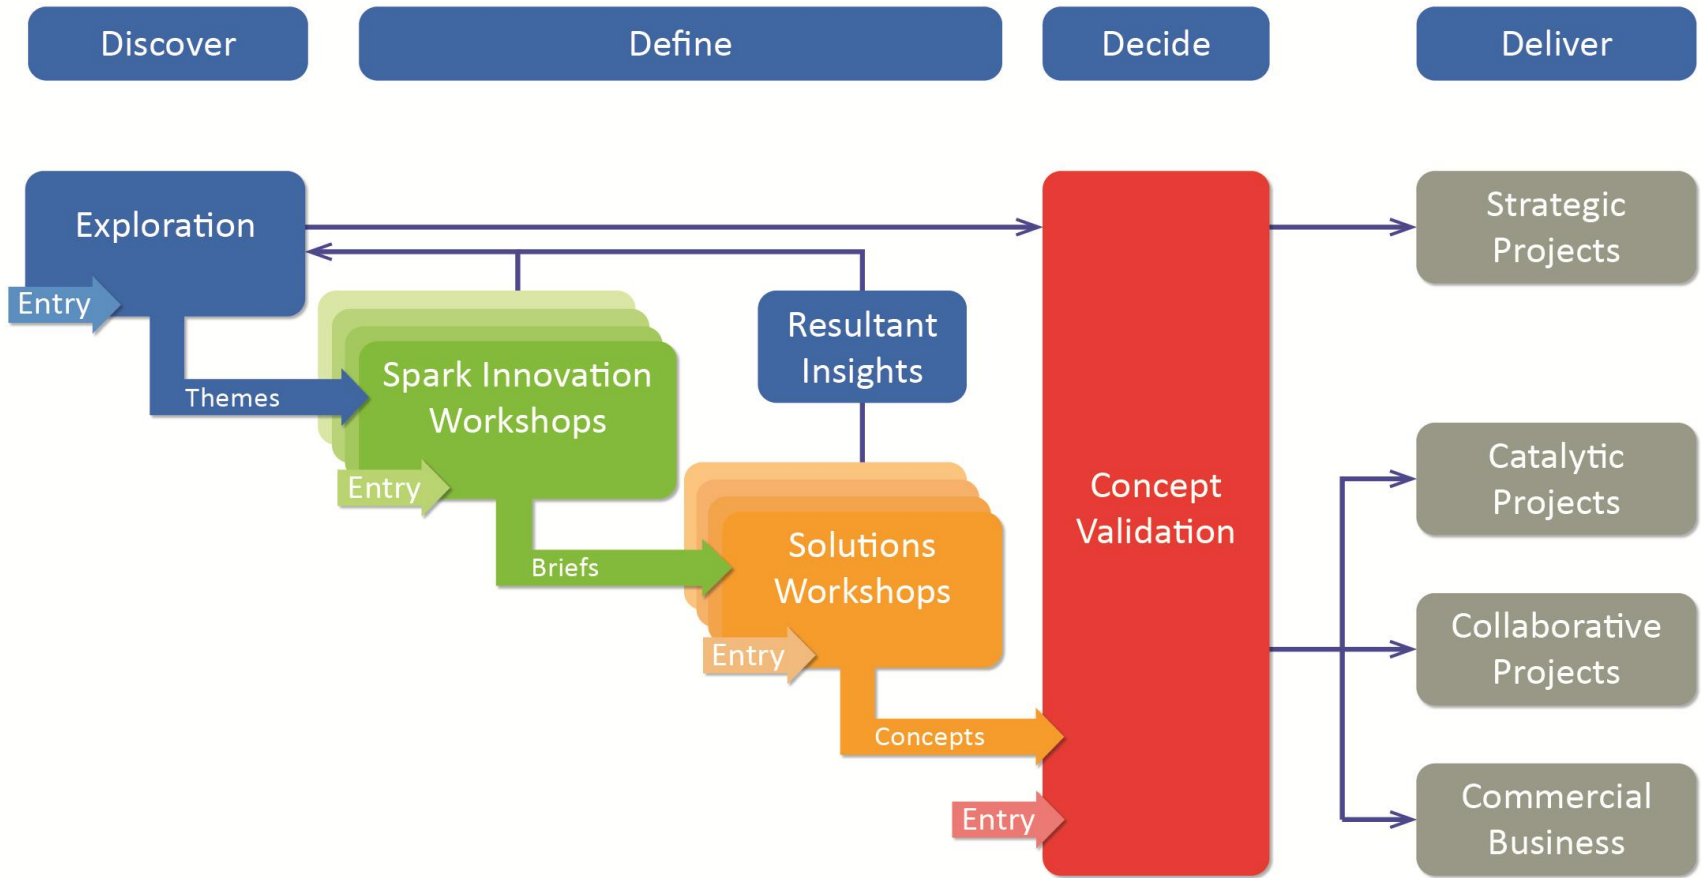 Discover
Define
Decide
Deliver
Exploration
Entry
Themes
Spark Innovation
Workshops
Entry
Briefs
Resultant
Insights
Solutions
Workshops
Entry
Concepts
Concept
Validation
Entry
Strategic
Projects
Catalytic
Projects
Collaborative
Projects
Commercial
Business